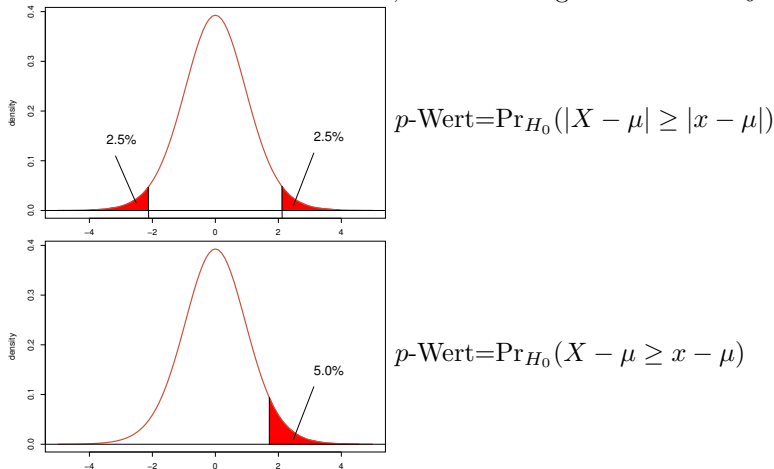 0.4
0.3
0.2
0.1
0.0
density
2.5%
2.5%
−4 −2 0 2 4
p-Wert=Pr_{H_0}(|X − μ| ≥ |x − μ|)
0.4
0.3
0.2
0.1
0.0
density
5.0%
−4 −2 0 2 4
p-Wert=Pr_{H_0}(X − μ ≥ x − μ)